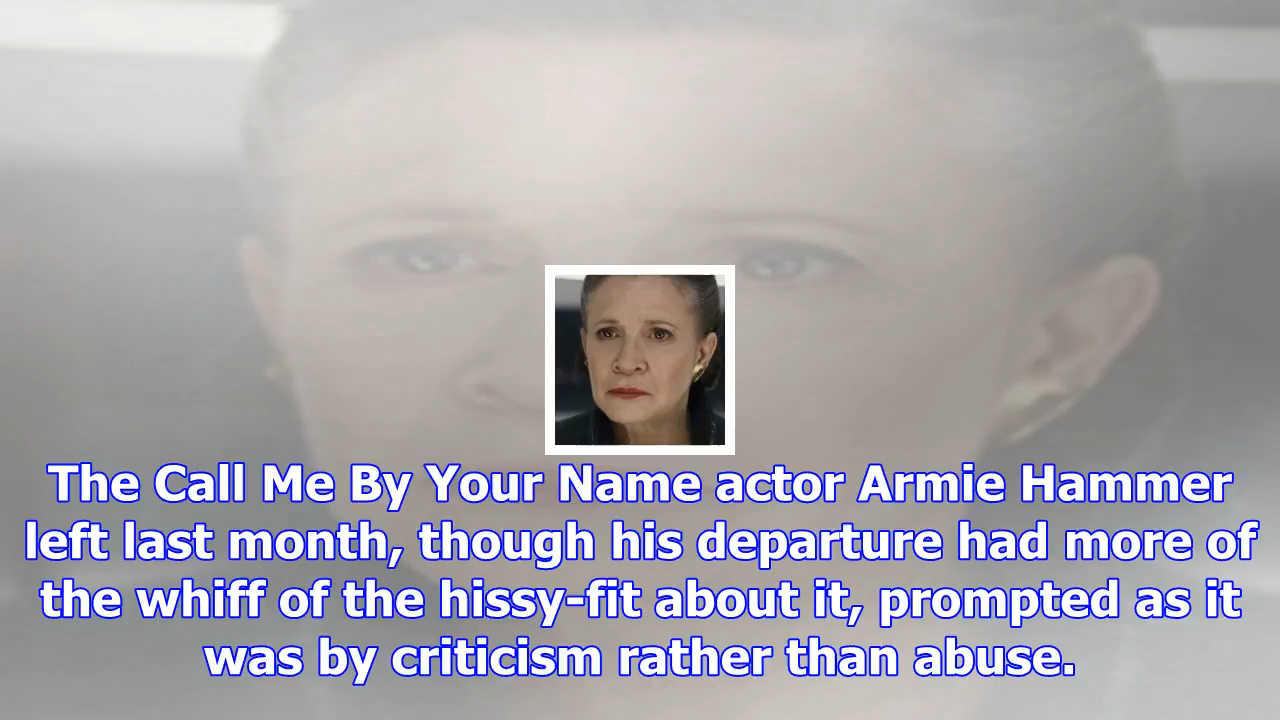 The Call Me By Your Name actor Armie Hammer
left last month, though his departure had more of
the whiff of the hissy-fit about it, prompted as it
was by criticism rather than abuse.